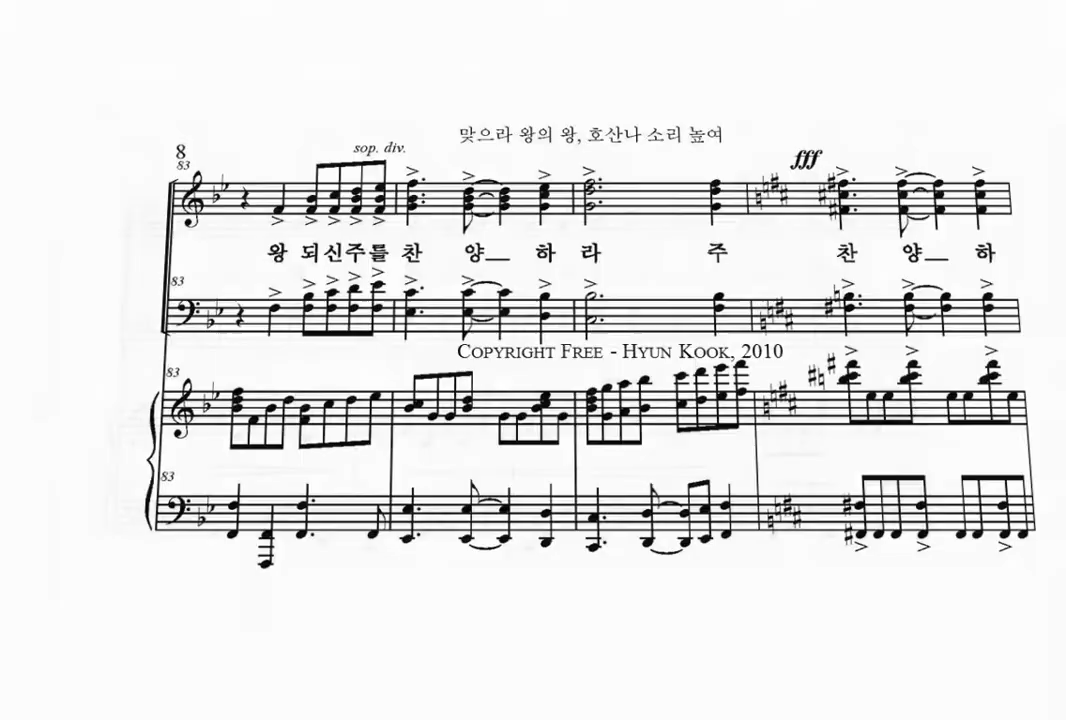 맞으라 왕의 왕, 호산나 소리 높여
8
83
sop. div.
fff
왕 되신주를 찬 양 하 라 주 찬 양 하
83
COPYRIGHT FREE - HYUN KOOK, 2010
83
83